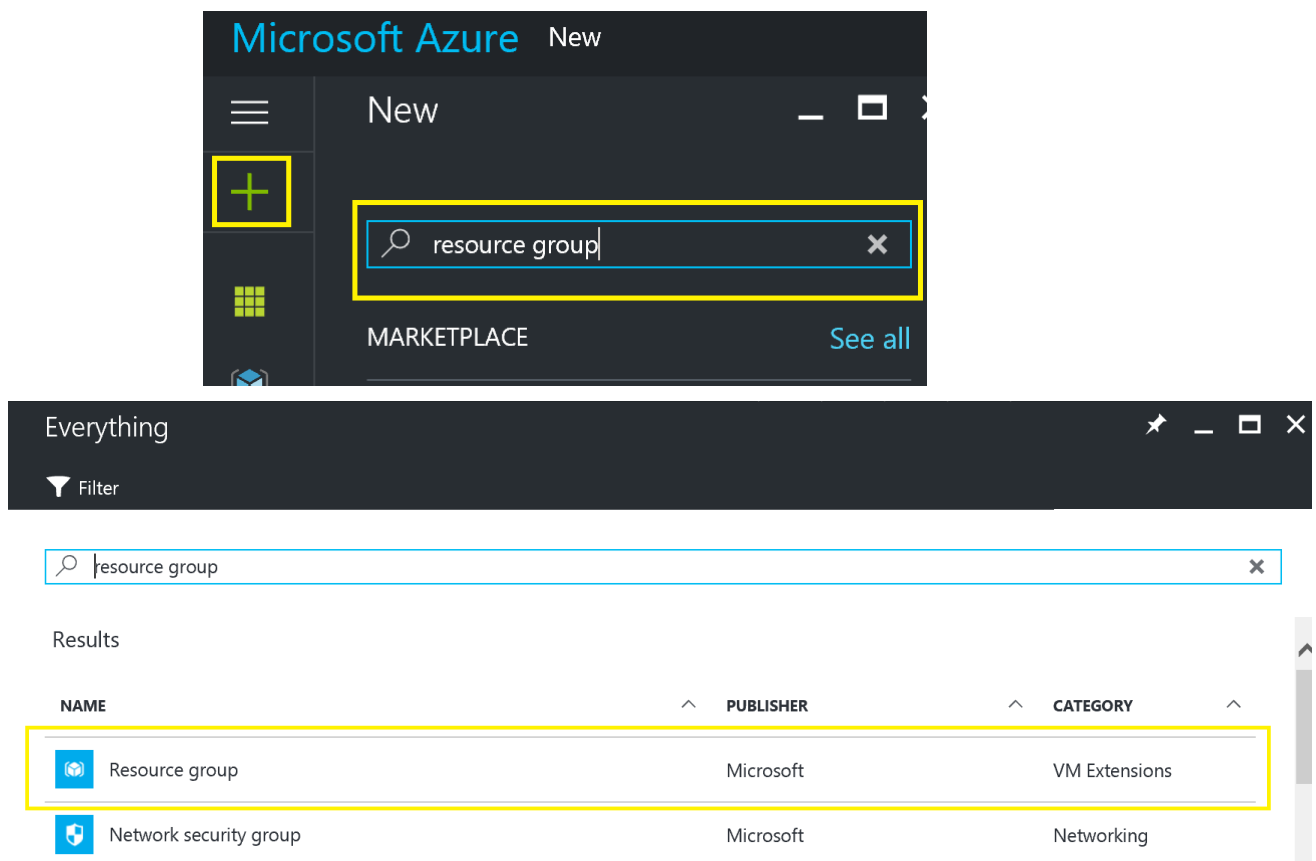 Microsoft Azure New
New
resource group
MARKETPLACE See all
Everything
Filter
resource group
Results
NAME PUBLISHER CATEGORY
Resource group Microsoft VM Extensions
Network security group Microsoft Networking